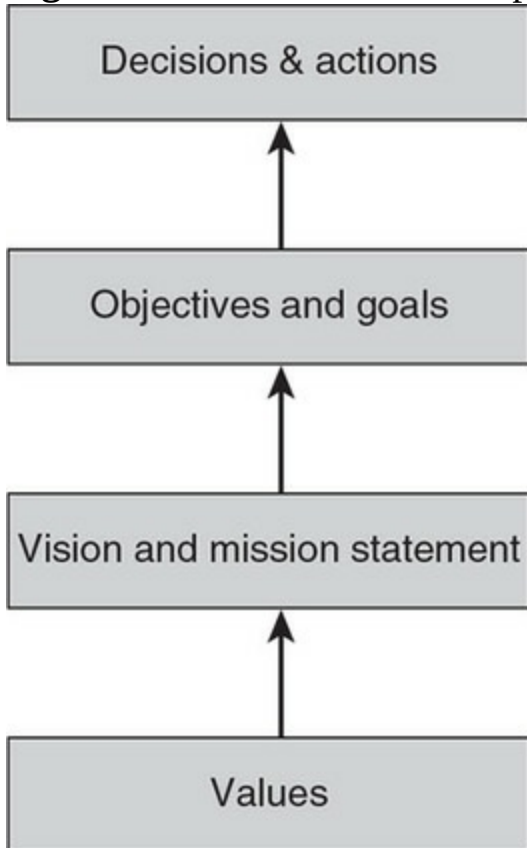 Decisions & actions
Objectives and goals
Vision and mission statement
Values